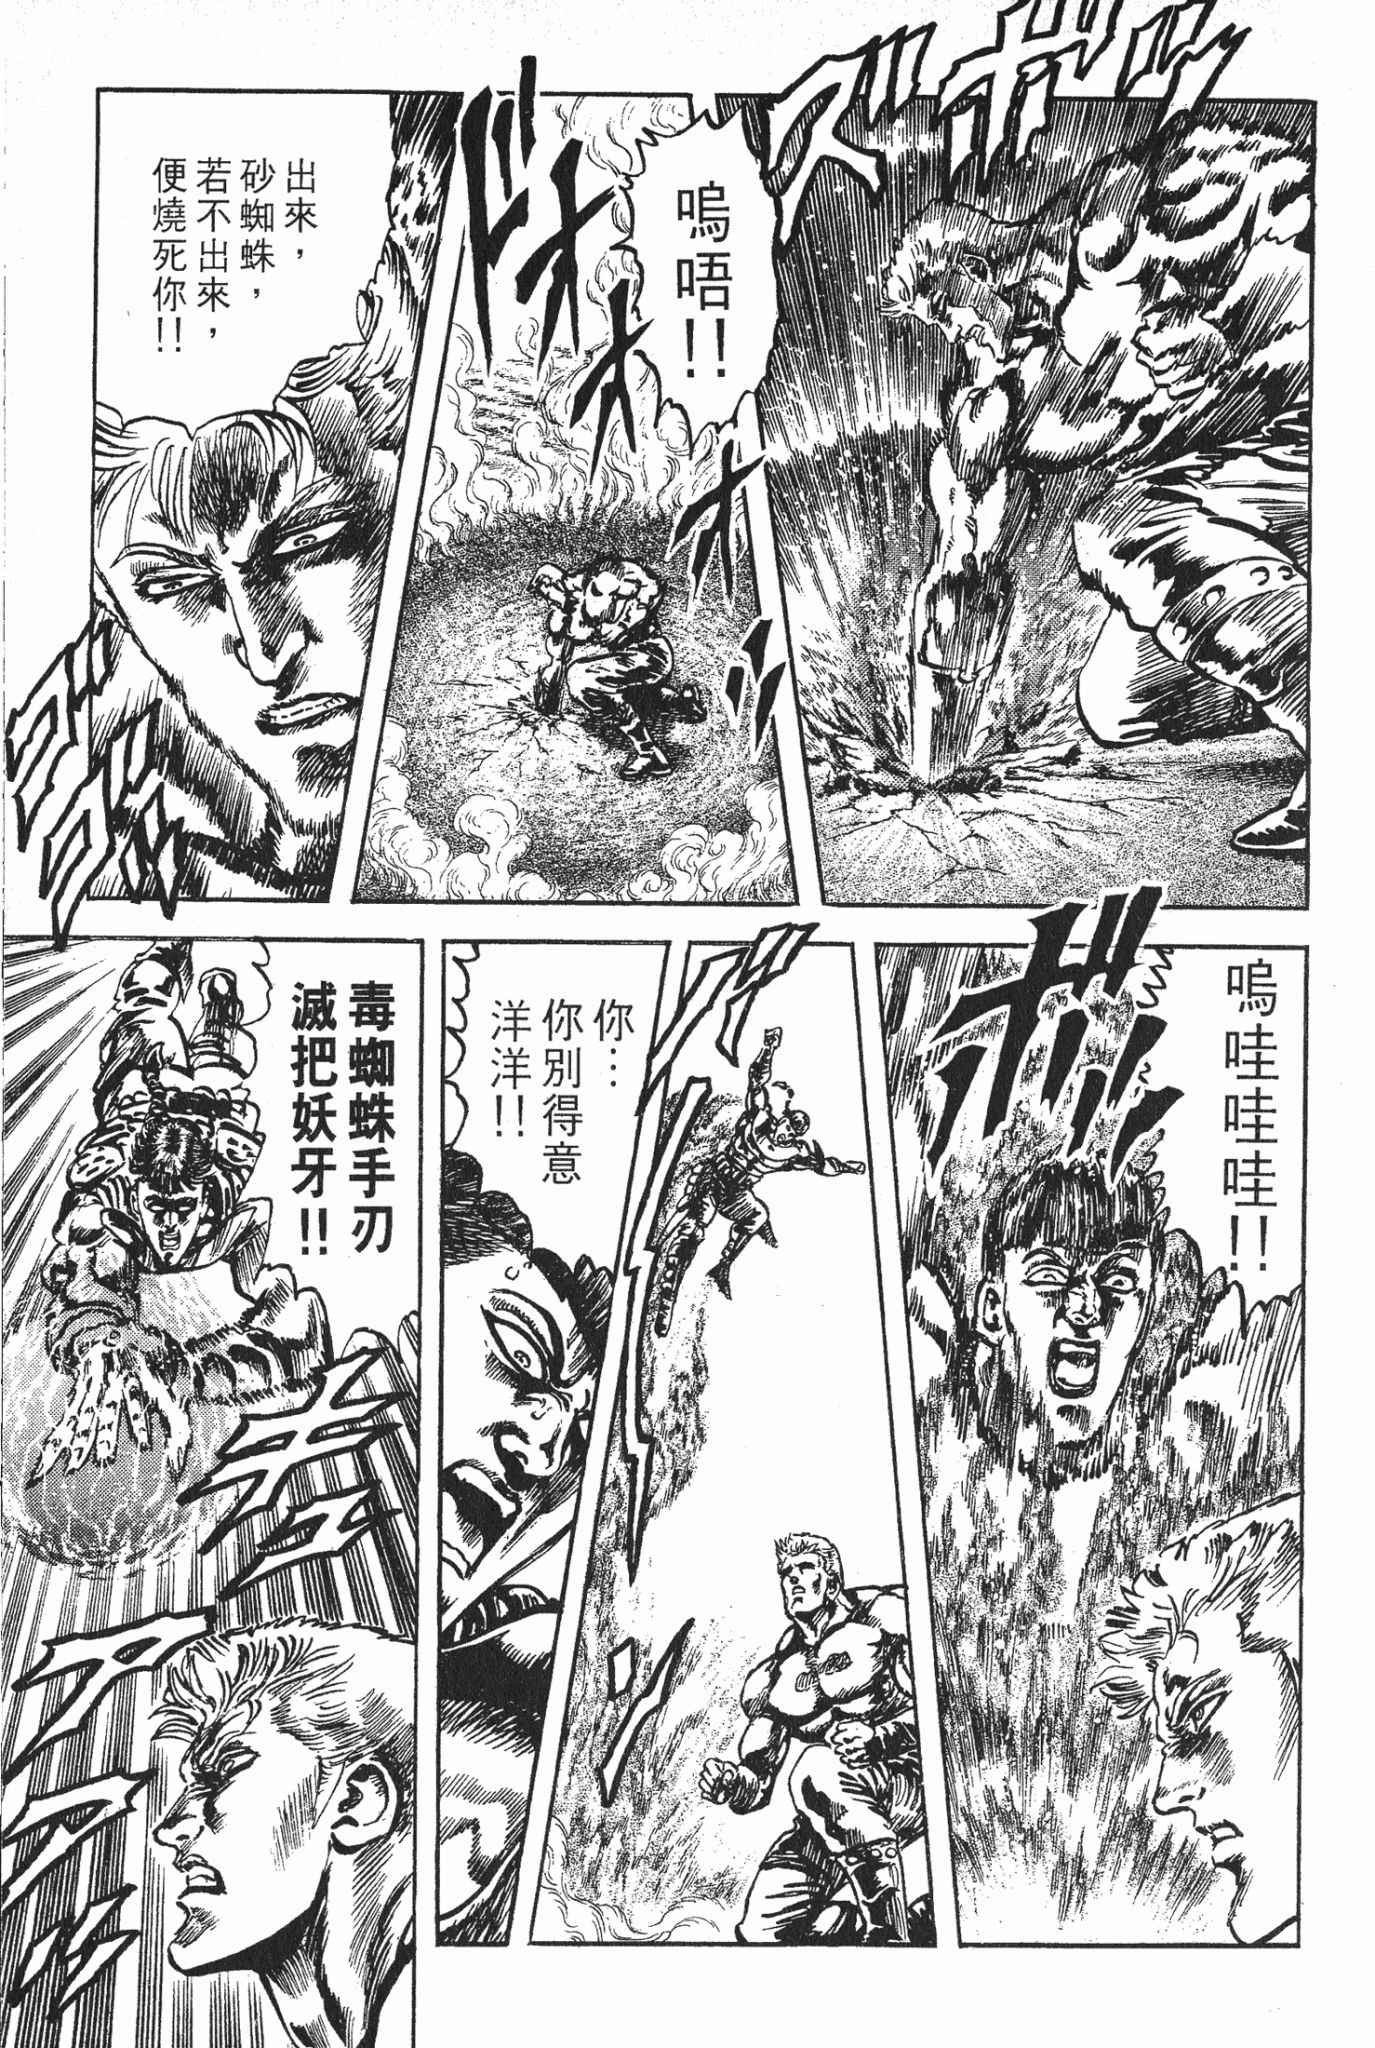 ズボッ
嗚唔!!
ドオオオオ…
出來，
砂蜘蛛，
若不出來，
便燒死你!!
嗚哇哇哇!!
你…
你別得意
洋洋!!
毒蜘蛛手刃
滅把妖牙!!